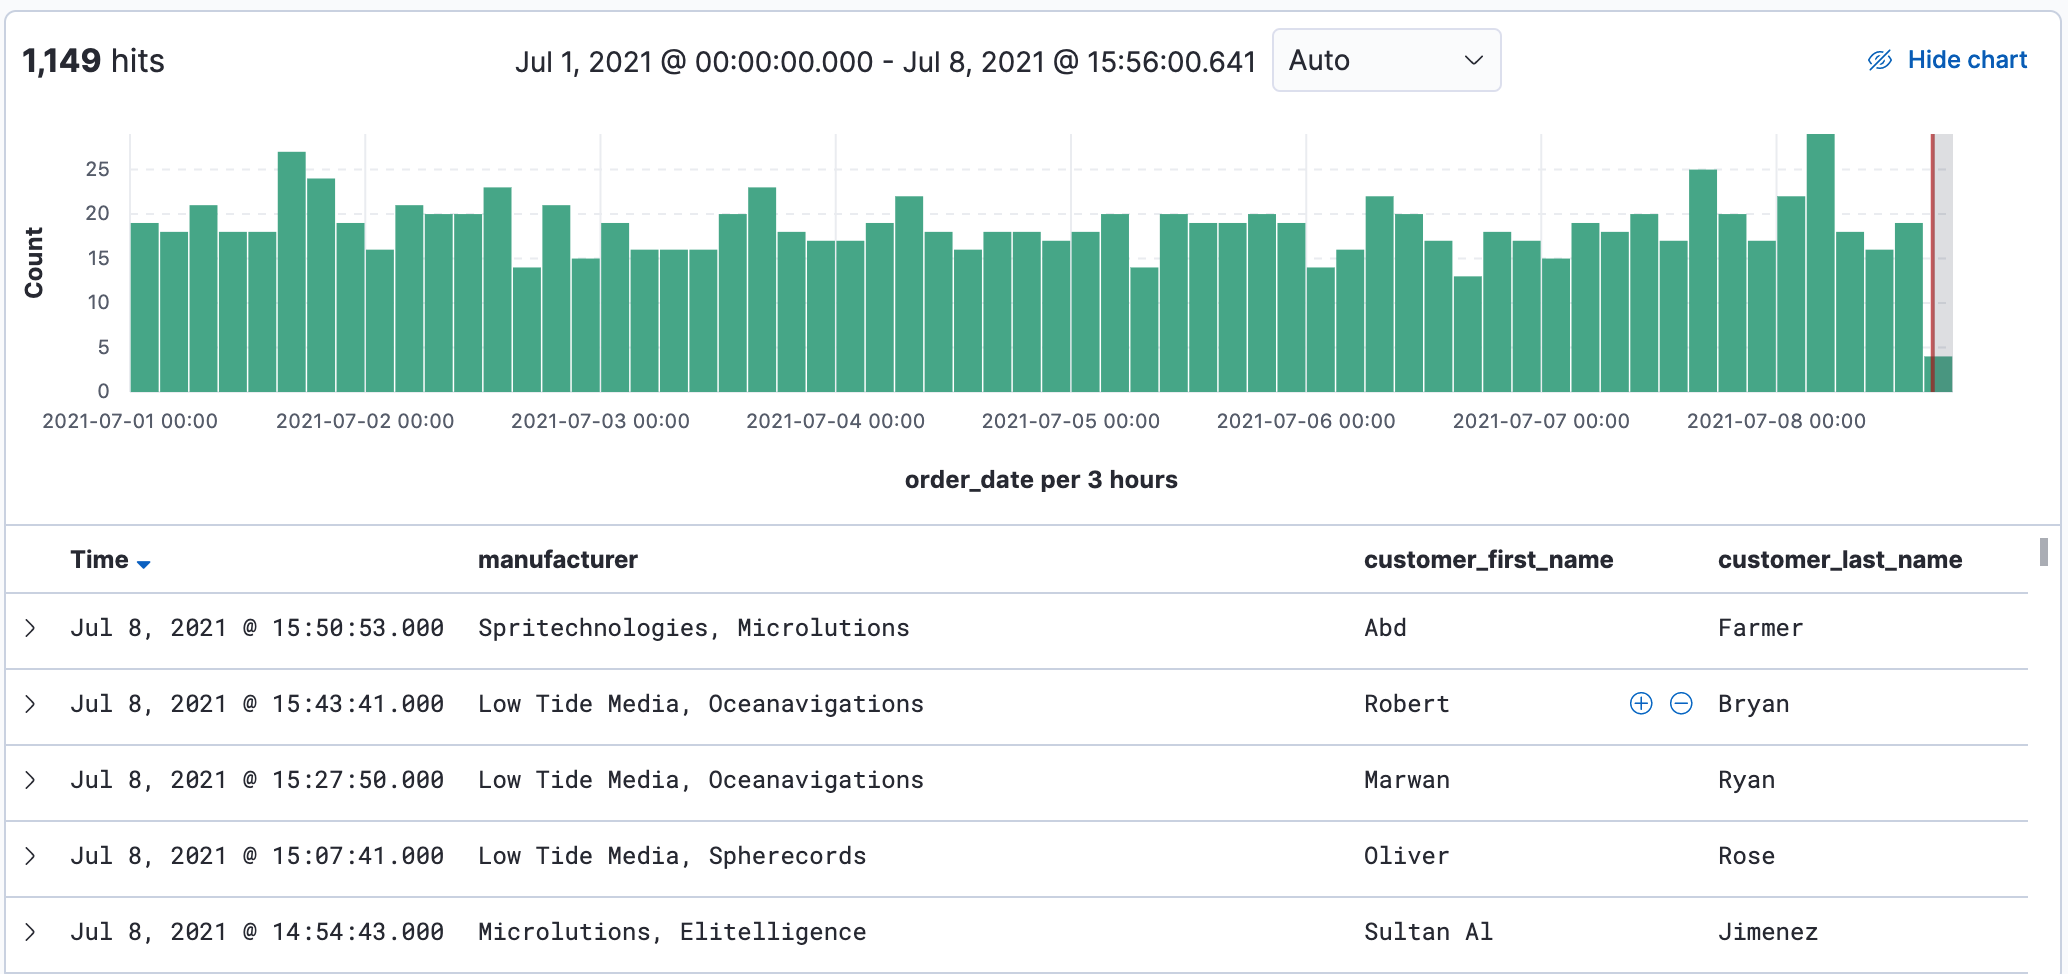 1,149 hits
Jul 1, 2021 @ 00:00:00.000 - Jul 8, 2021 @ 15:56:00.641
Auto
Hide chart
Count
25
20
15
10
5
0
2021-07-01 00:00 2021-07-02 00:00 2021-07-03 00:00 2021-07-04 00:00 2021-07-05 00:00 2021-07-06 00:00 2021-07-07 00:00 2021-07-08 00:00
order_date per 3 hours
Time manufacturer customer_first_name customer_last_name
Jul 8, 2021 @ 15:50:53.000 Spritechnologies, Microlutions Abd Farmer
Jul 8, 2021 @ 15:43:41.000 Low Tide Media, Oceanavigations Robert Bryan
Jul 8, 2021 @ 15:27:50.000 Low Tide Media, Oceanavigations Marwan Ryan
Jul 8, 2021 @ 15:07:41.000 Low Tide Media, Spherecords Oliver Rose
Jul 8, 2021 @ 14:54:43.000 Microlutions, Elitelligence Sultan Al Jimenez